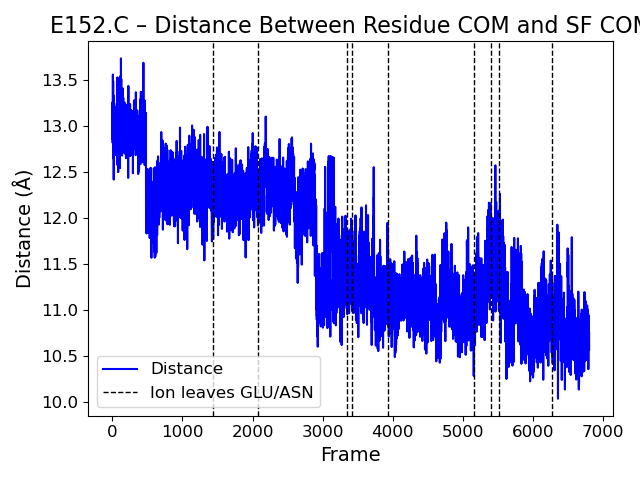 E152.C – Distance Between Residue COM and SF COM
Distance (Å)
13.5
13.0
12.5
12.0
11.5
11.0
10.5
10.0
Distance
Ion leaves GLU/ASN
0 1000 2000 3000 4000 5000 6000 7000
Frame